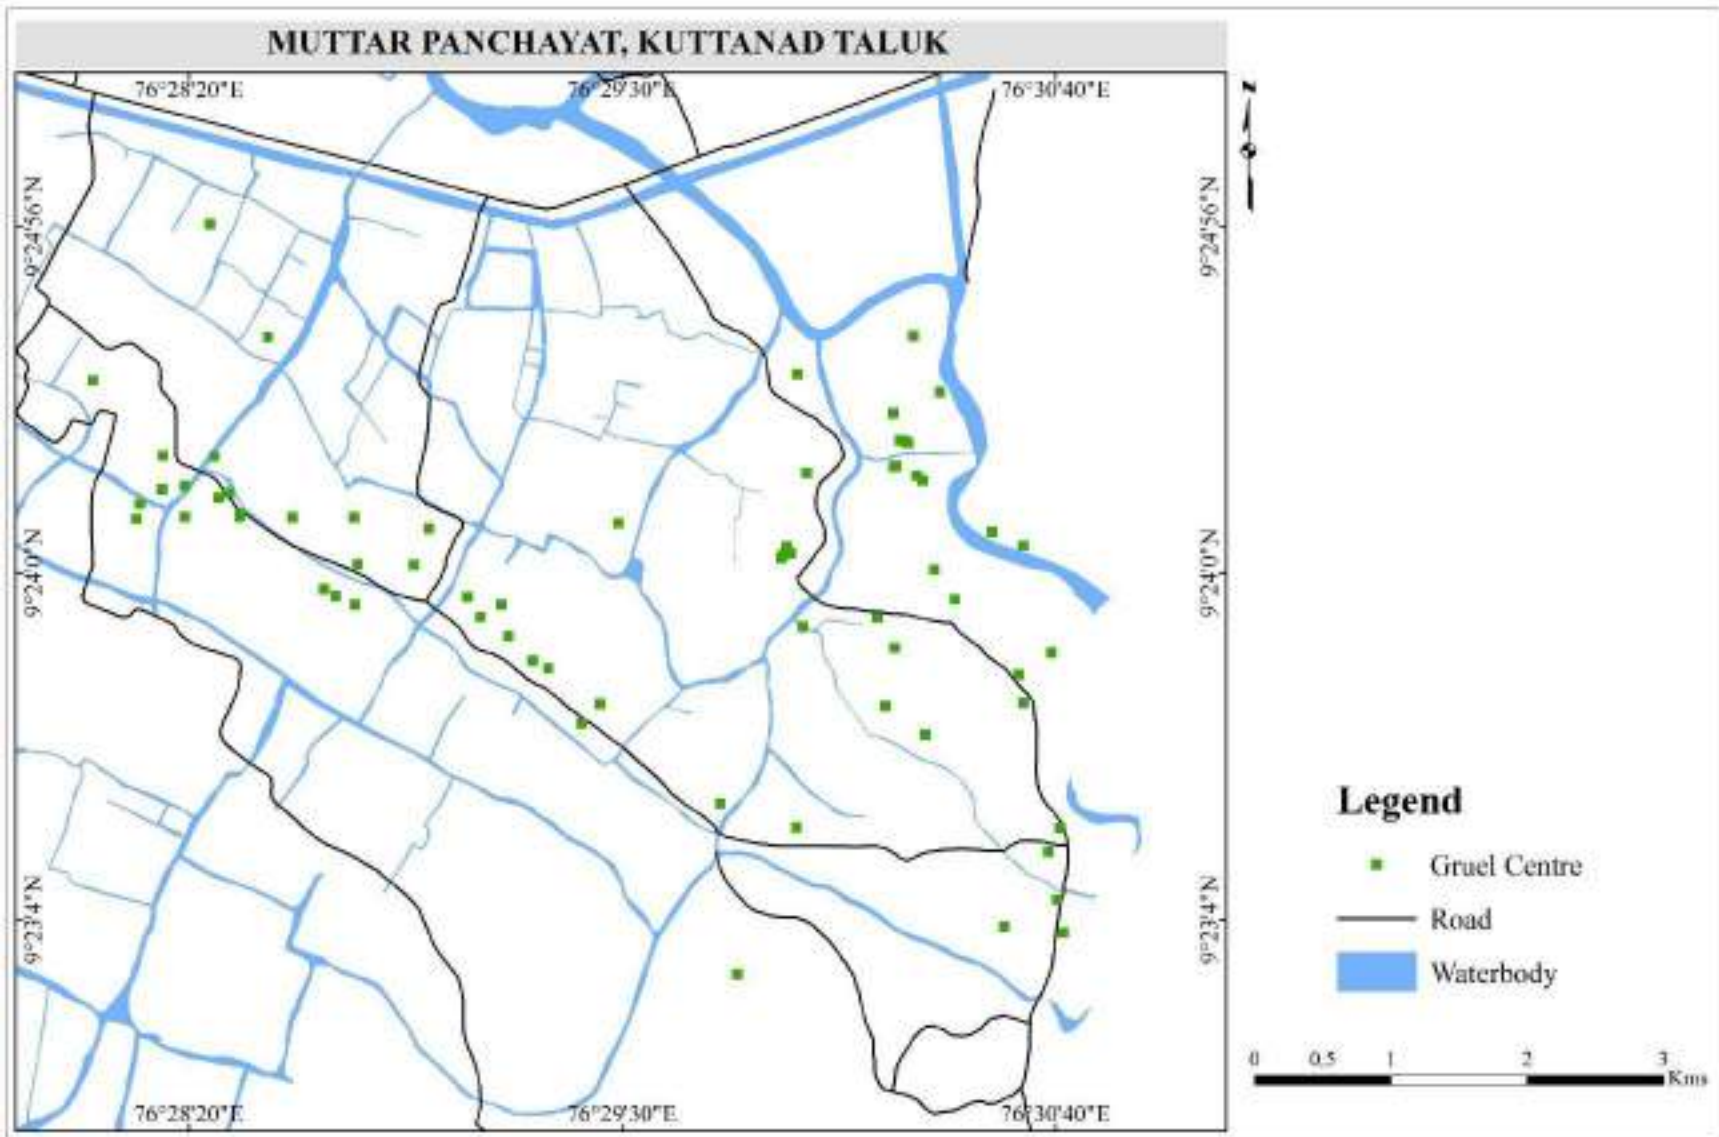 MUTTAR PANCHAYAT, KUTTANAD TALUK
76°28'20"E 76°29'30"E 76°30'40"E
z
9°24'56"N 9°24'56"N
9°24'0"N 9°24'0"N
9°23'4"N 9°23'4"N
76°28'20"E 76°29'30"E 76°30'40"E
Legend
Gruel Centre
Road
Waterbody
0 0.5 1 2 3
Kms